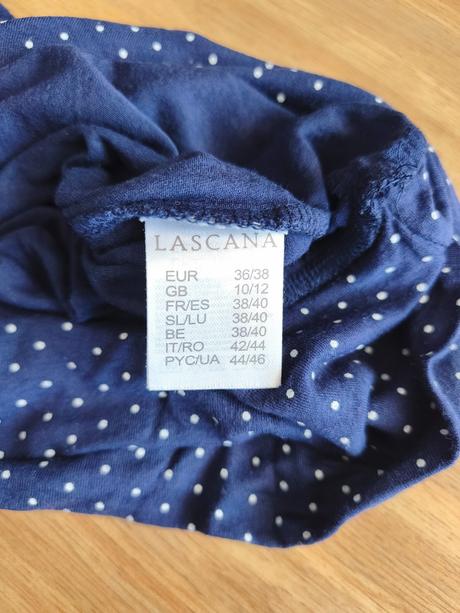 LASCANA
EUR 36/38
GB 10/12
FR/ES 38/40
SL/LU 38/40
BE 38/40
IT/RO 42/44
PYC/UA 44/46